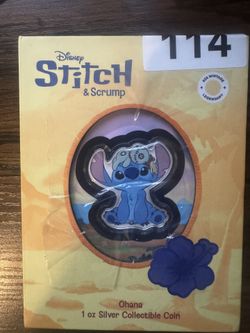 114
Disney
Stitch
& Scrump
Ohana
1 oz Silver Collectible Coin